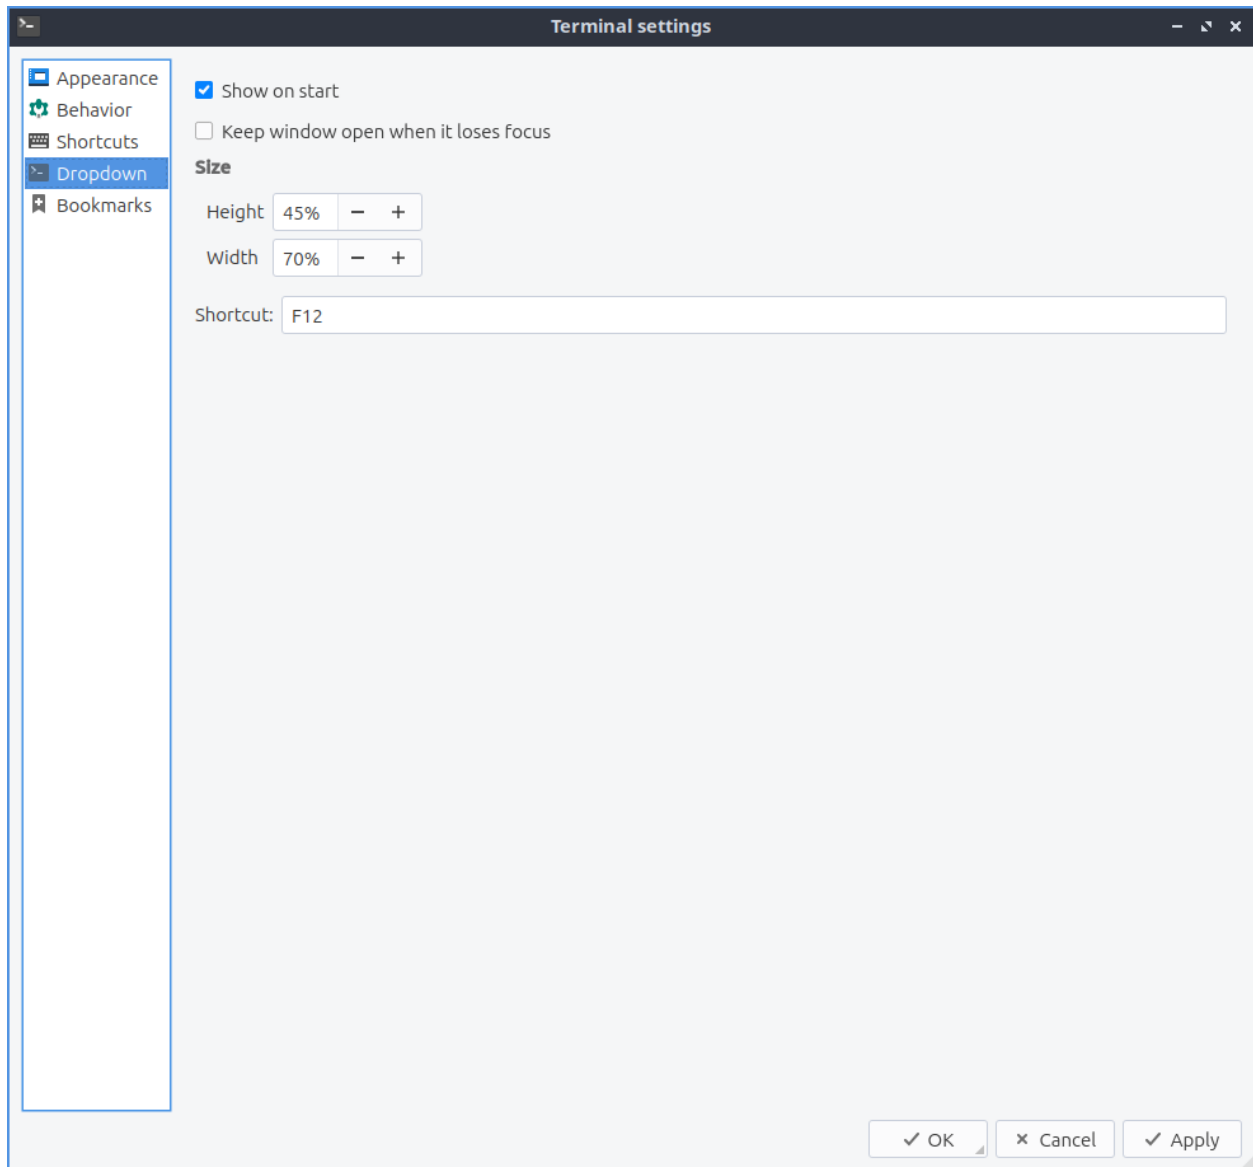 Terminal settings
Appearance
Behavior
Shortcuts
Dropdown
Bookmarks
Show on start
Keep window open when it loses focus
Size
Height 45%
Width 70%
Shortcut: F12
OK Cancel Apply